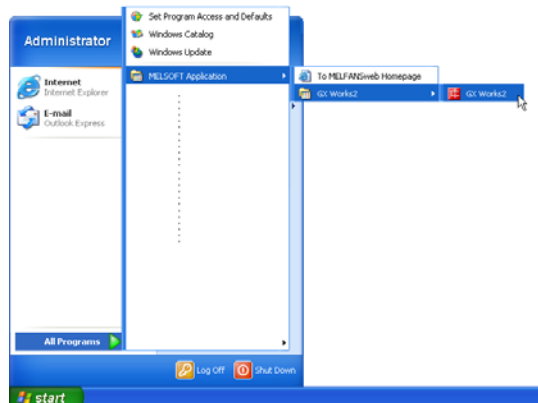 Administrator
Internet
Internet Explorer
E-mail
Outlook Express
All Programs
Set Program Access and Defaults
Windows Catalog
Windows Update
MELSOFT Application
To MELFANSweb Homepage
GX Works2
GX Works2
Log Off
Shut Down
start